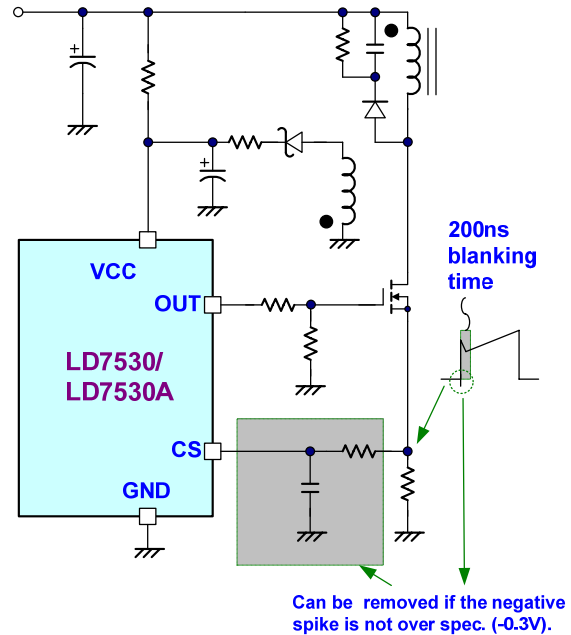 200ns
blanking
time
VCC
OUT
LD7530/
LD7530A
CS
GND
Can be removed if the negative
spike is not over spec. (-0.3V).